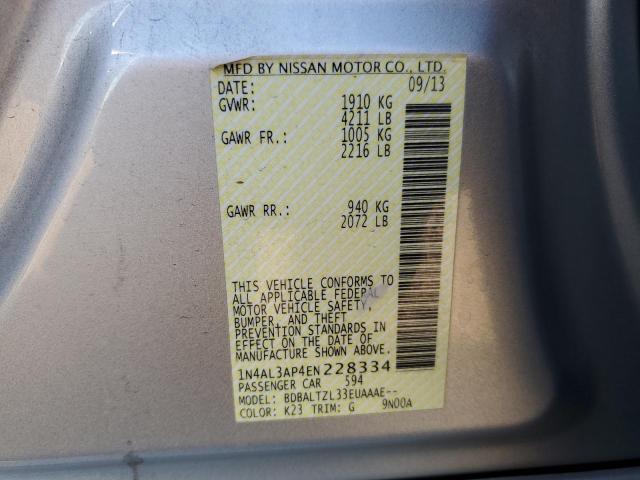 MFD BY NISSAN MOTOR CO., LTD.
DATE: 09/13
GVWR: 1910 KG
4211 LB
GAWR FR.: 1005 KG
2216 LB
GAWR RR.: 940 KG
2072 LB
THIS VEHICLE CONFORMS TO
ALL APPLICABLE FEDERAL
MOTOR VEHICLE SAFETY,
BUMPER, AND THEFT
PREVENTION STANDARDS IN
EFFECT ON THE DATE OF
MANUFACTURE SHOWN ABOVE.
1N4AL3AP4EN228334
PASSENGER CAR 594
MODEL: BDBALTZL33EUAAAE--
COLOR: K23 TRIM: G 9N00A